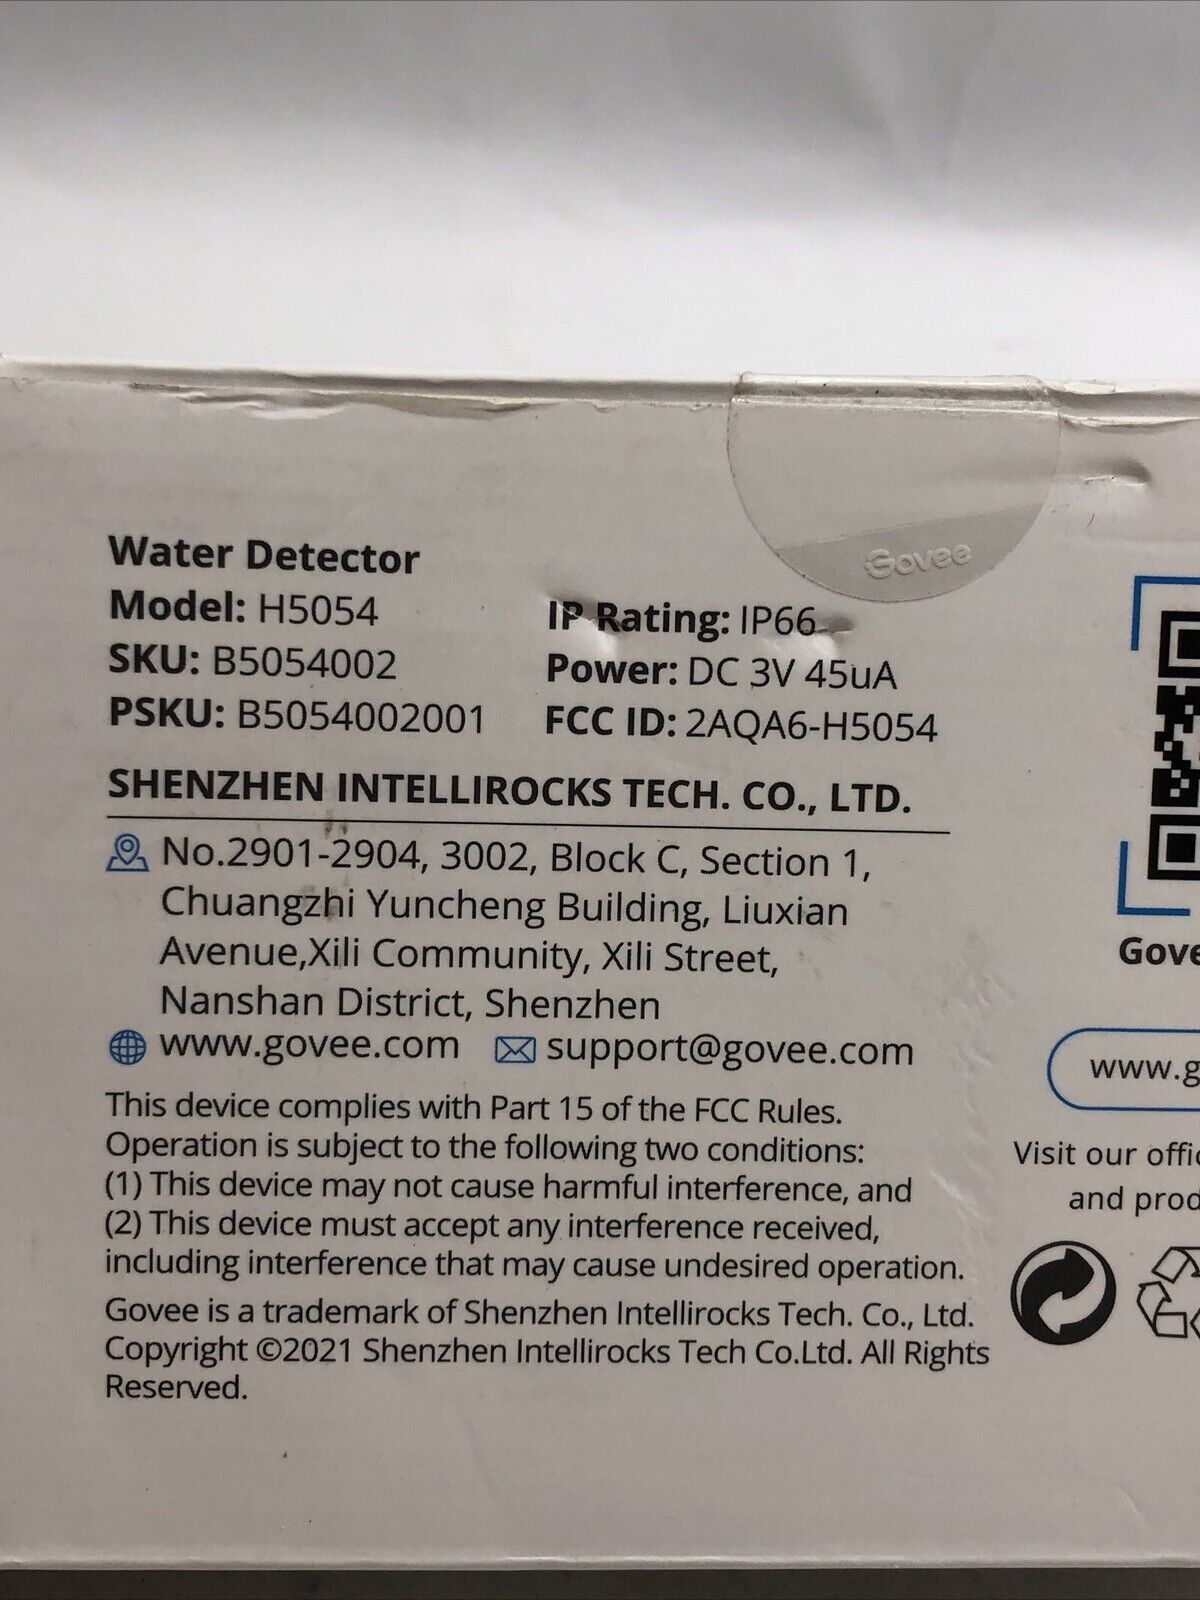 Govee
Water Detector
Model: H5054
SKU: B5054002
PSKU: B5054002001
IP Rating: IP66
Power: DC 3V 45uA
FCC ID: 2AQA6-H5054
SHENZHEN INTELLIROCKS TECH. CO., LTD.
No.2901-2904, 3002, Block C, Section 1,
Chuangzhi Yuncheng Building, Liuxian
Avenue,Xili Community, Xili Street,
Nanshan District, Shenzhen
www.govee.com support@govee.com
This device complies with Part 15 of the FCC Rules.
Operation is subject to the following two conditions:
(1) This device may not cause harmful interference, and
(2) This device must accept any interference received,
including interference that may cause undesired operation.
Govee is a trademark of Shenzhen Intellirocks Tech. Co., Ltd.
Copyright ©2021 Shenzhen Intellirocks Tech Co.Ltd. All Rights
Reserved.
Gove
www.g
Visit our offic
and prod